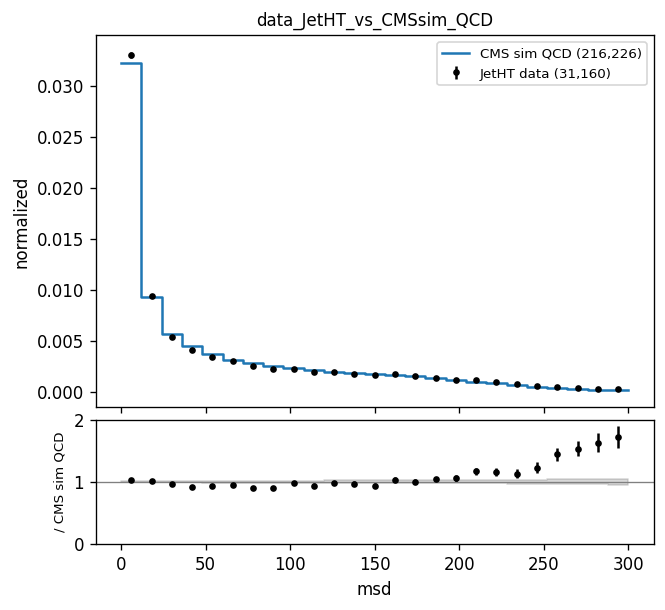 data_JetHT_vs_CMSsim_QCD
CMS sim QCD (216,226)
JetHT data (31,160)
normalized
0.030
0.025
0.020
0.015
0.010
0.005
0.000
/ CMS sim QCD
2
1
0
0 50 100 150 200 250 300
msd